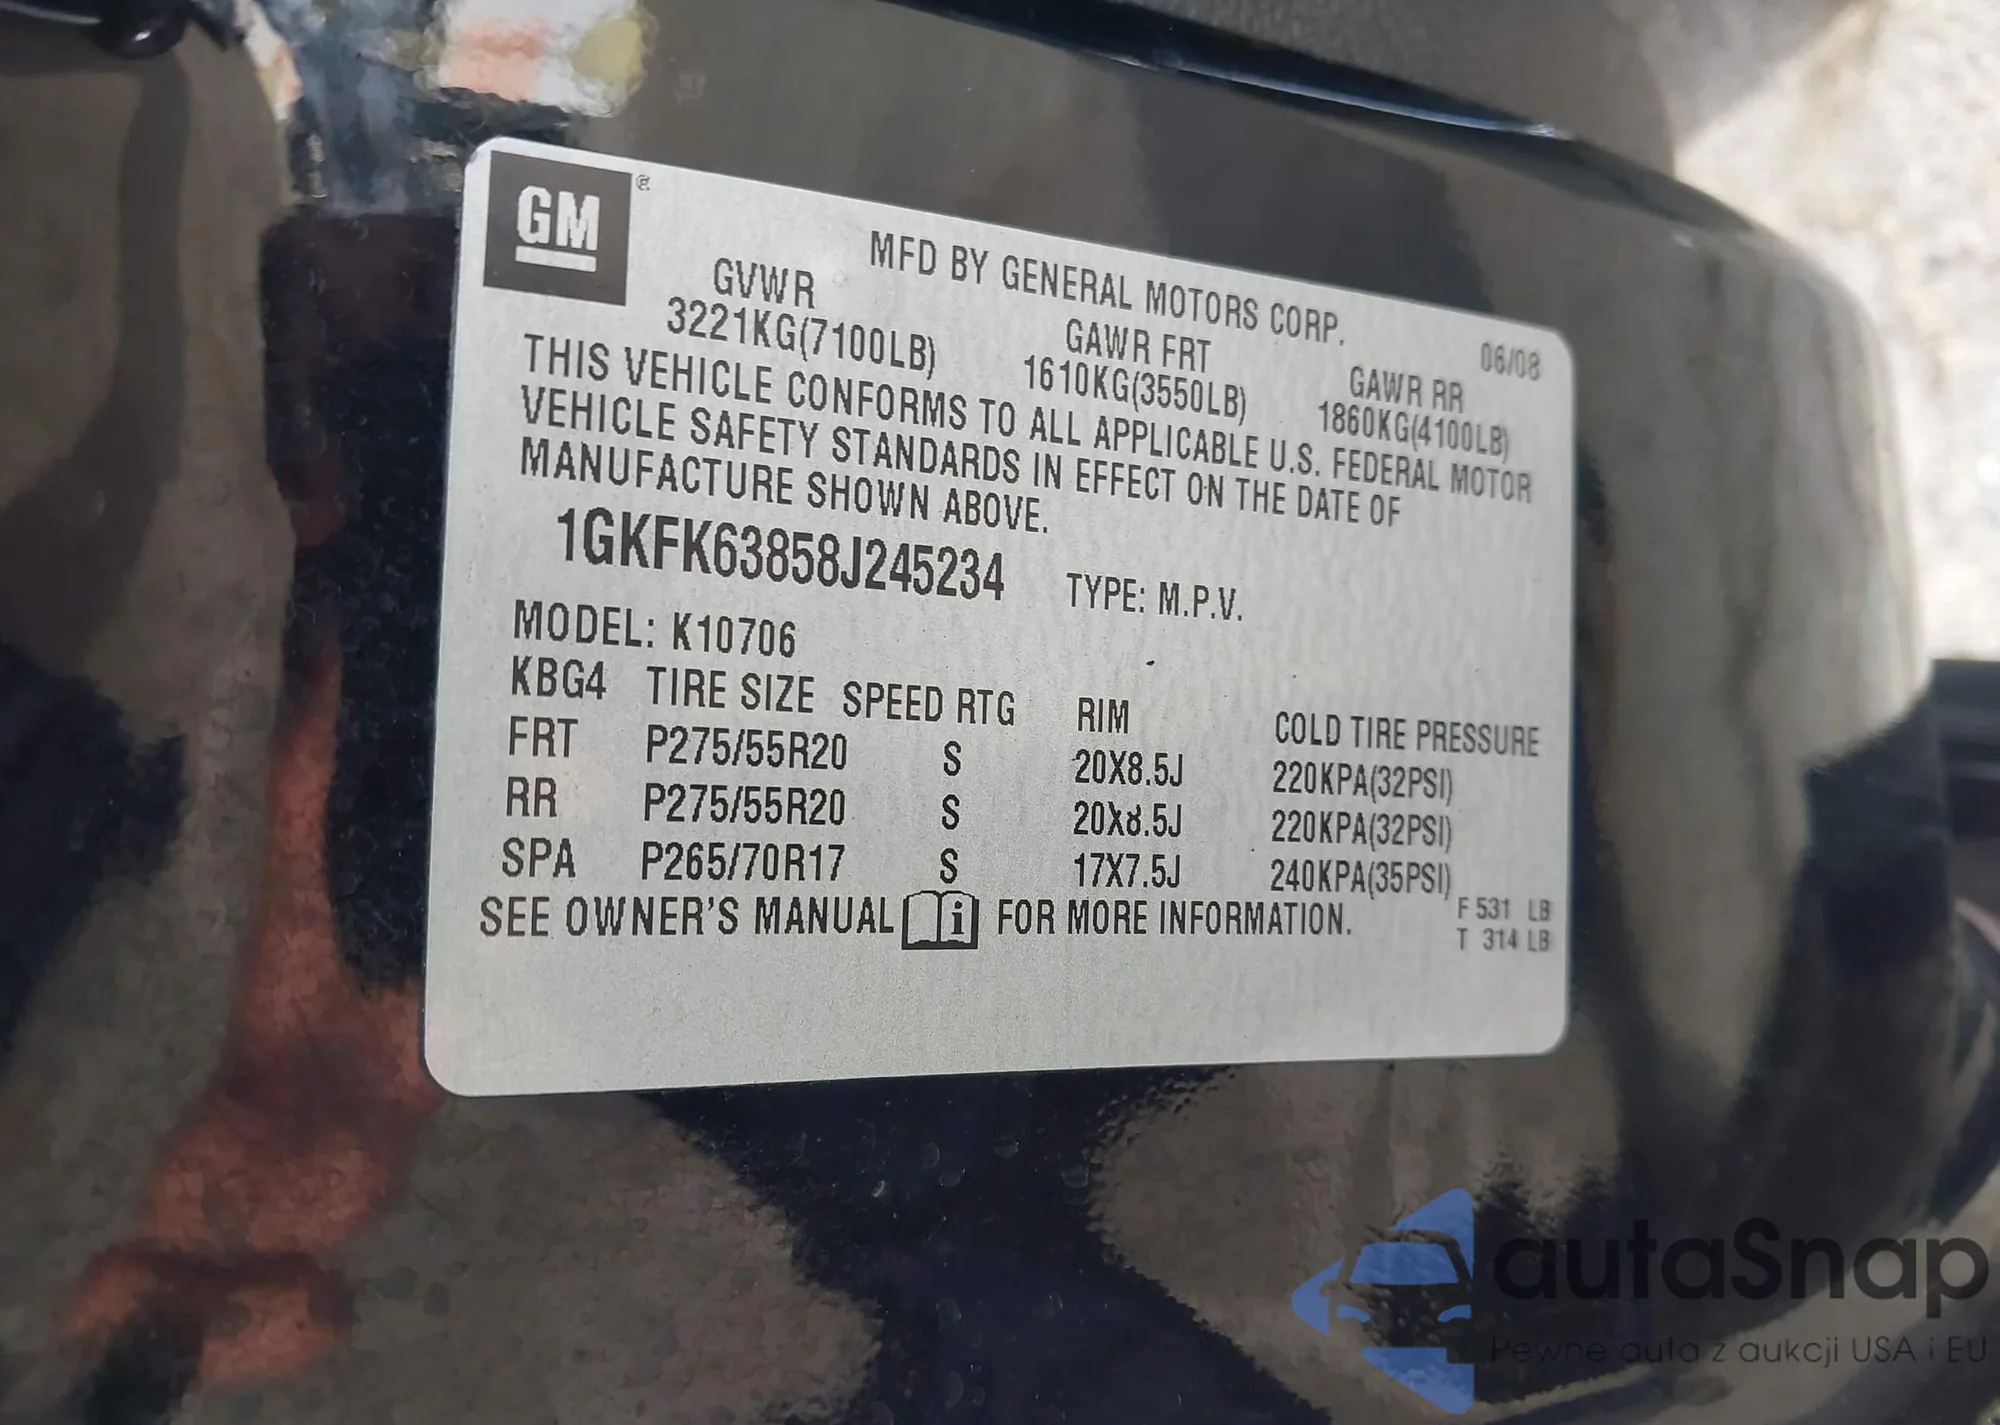 GM®
MFD BY GENERAL MOTORS CORP.
06/08
GVWR GAWR FRT GAWR RR
3221KG(7100LB) 1610KG(3550LB) 1860KG(4100LB)
THIS VEHICLE CONFORMS TO ALL APPLICABLE U.S. FEDERAL MOTOR
VEHICLE SAFETY STANDARDS IN EFFECT ON THE DATE OF
MANUFACTURE SHOWN ABOVE.
1GKFK63858J245234 TYPE: M.P.V.
MODEL: K10706
KBG4 TIRE SIZE SPEED RTG RIM COLD TIRE PRESSURE
FRT P275/55R20 S 20X8.5J 220KPA(32PSI)
RR P275/55R20 S 20X8.5J 220KPA(32PSI)
SPA P265/70R17 S 17X7.5J 240KPA(35PSI)
SEE OWNER'S MANUAL i FOR MORE INFORMATION.
F 531 LB
T 314 LB
autaSnap
Pewne auta z aukcji USA i EU